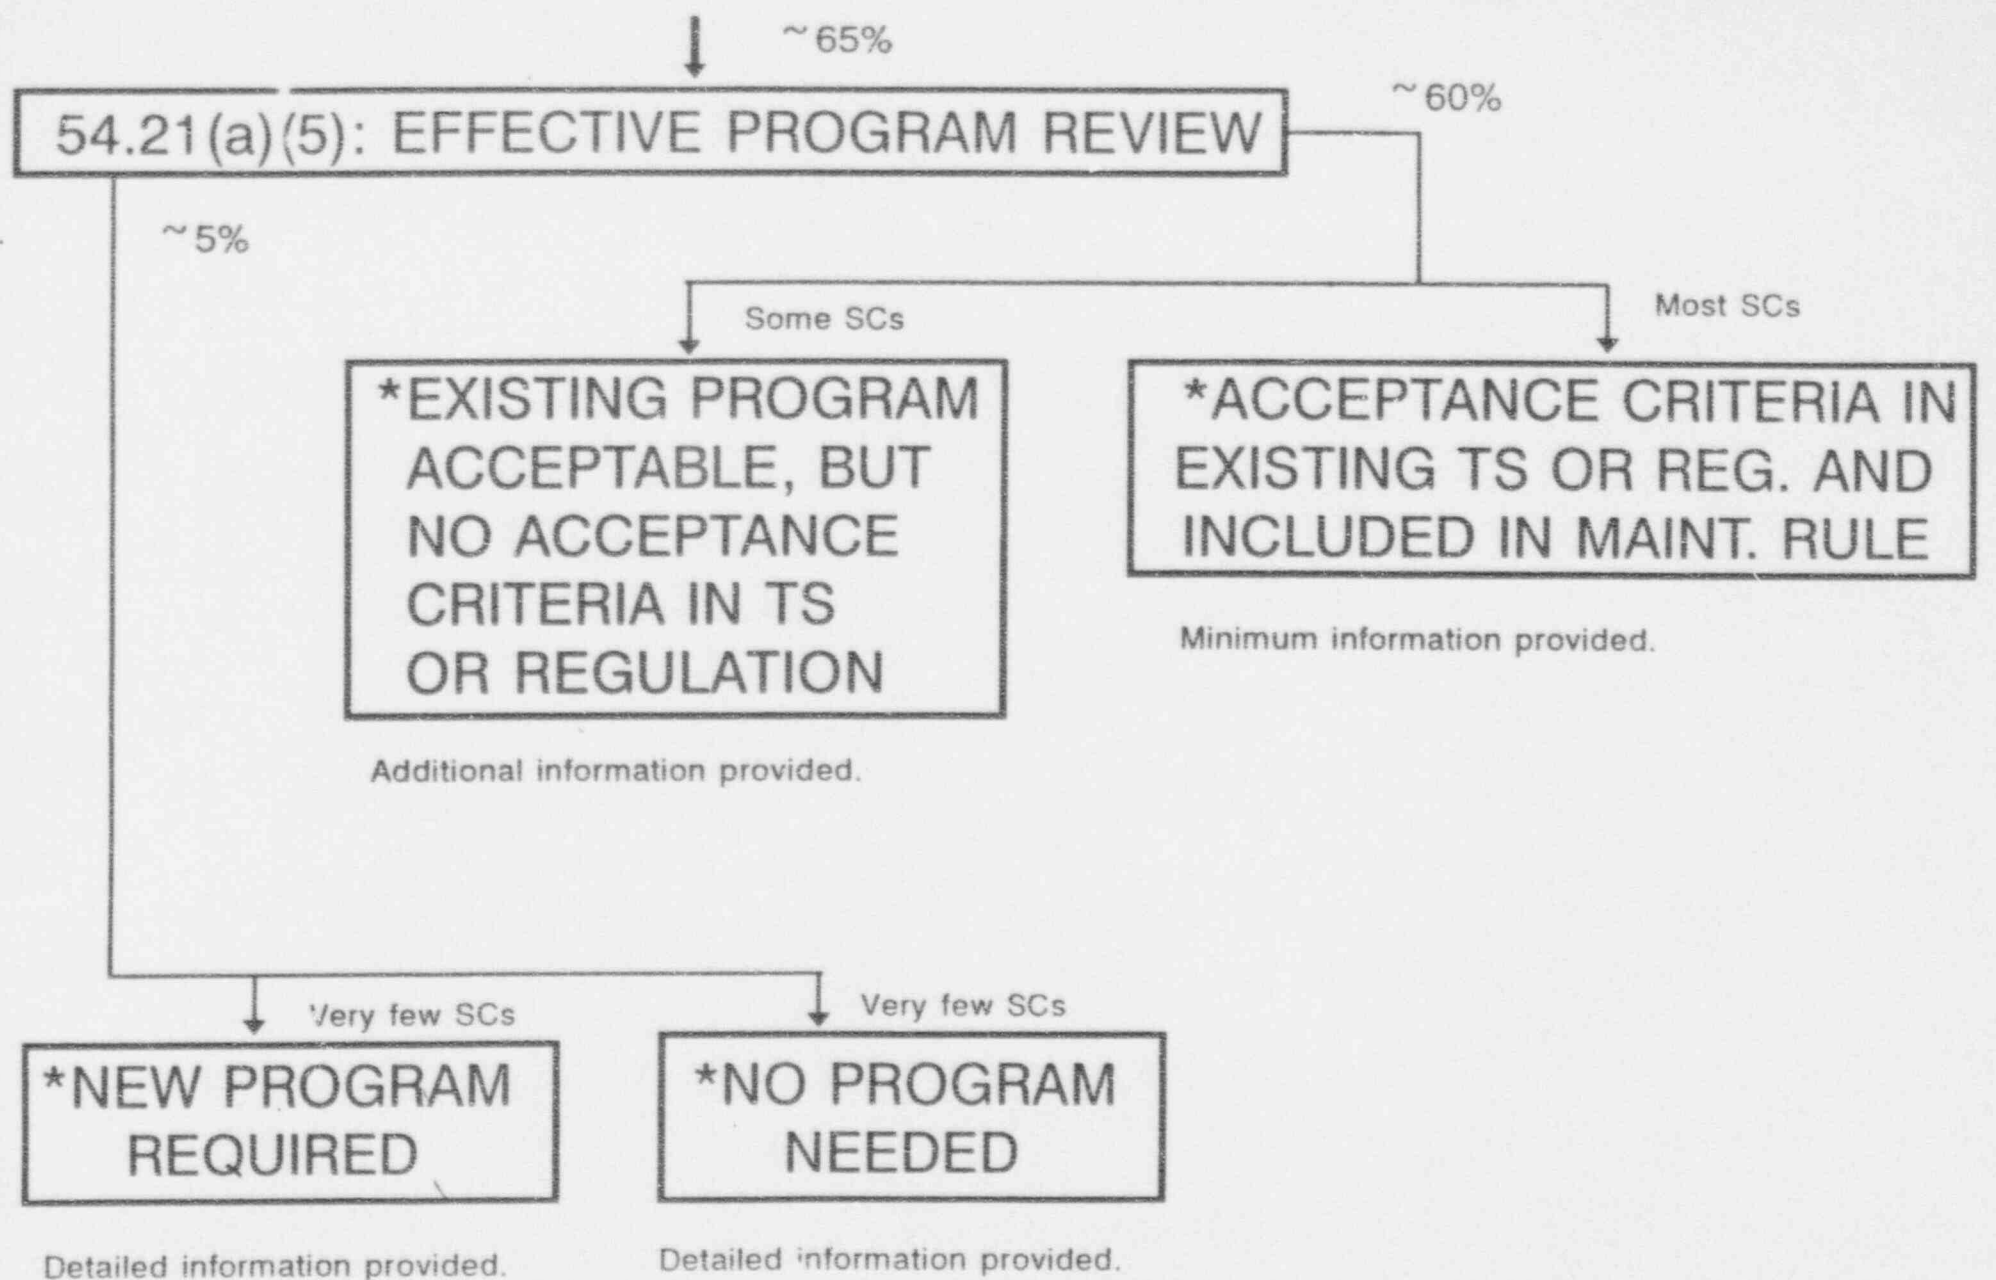 ~65%
54.21(a)(5): EFFECTIVE PROGRAM REVIEW
~60%
~5%
Some SCs
Most SCs
*EXISTING PROGRAM
ACCEPTABLE, BUT
NO ACCEPTANCE
CRITERIA IN TS
OR REGULATION
*ACCEPTANCE CRITERIA IN
EXISTING TS OR REG. AND
INCLUDED IN MAINT. RULE
Minimum information provided.
Additional information provided.
Very few SCs
Very few SCs
*NEW PROGRAM
REQUIRED
*NO PROGRAM
NEEDED
Detailed information provided.
Detailed information provided.